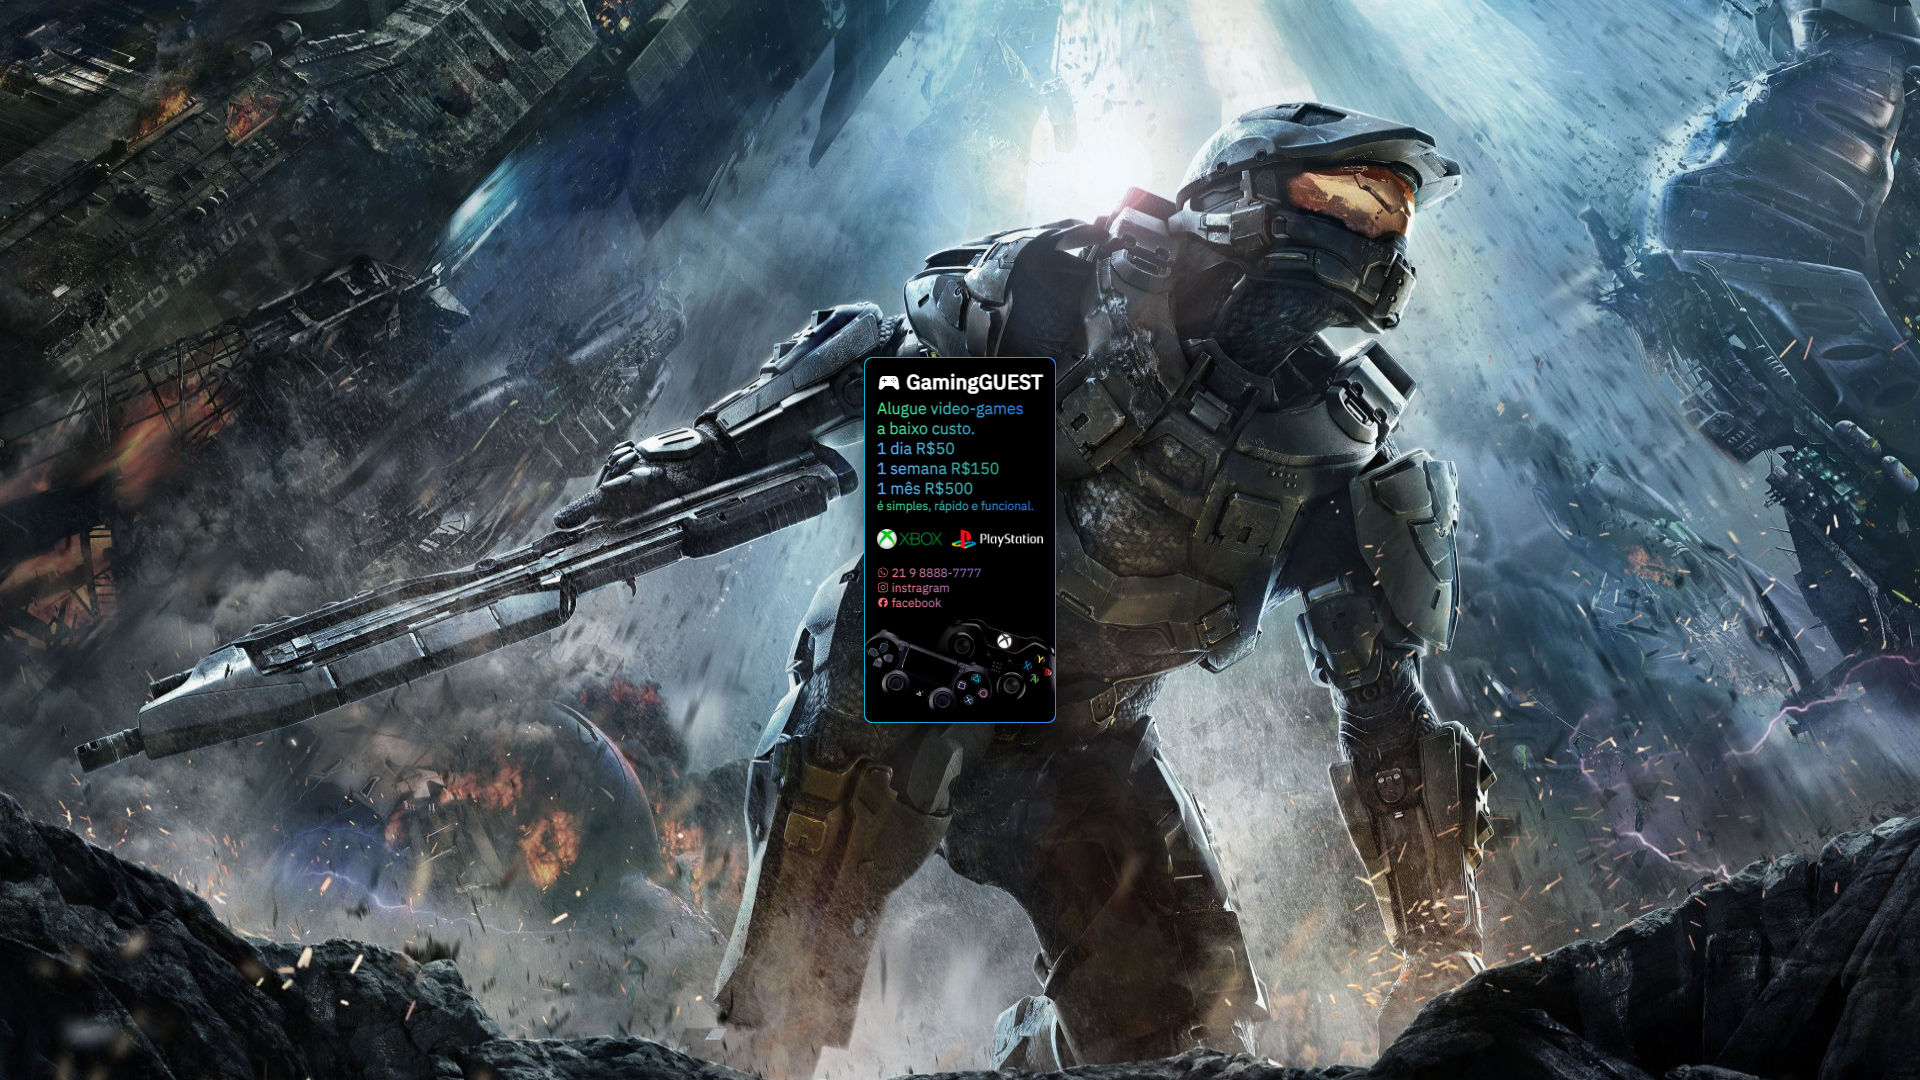 GamingGUEST
Alugue video-games
a baixo custo.
1 dia R$50
1 semana R$150
1 mês R$500
é simples, rápido e funcional.
XBOX PlayStation
21 9 8888-7777
instragram
facebook